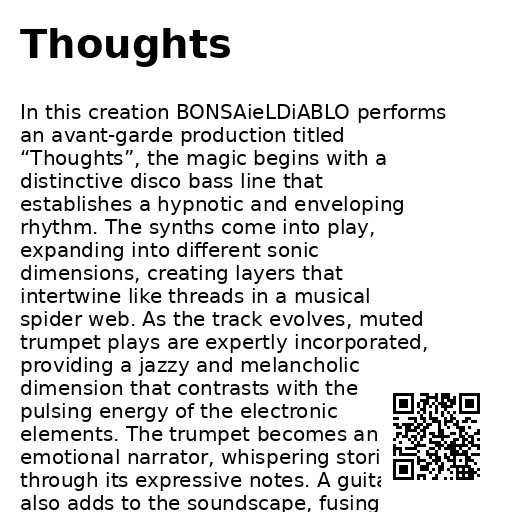 Thoughts
In this creation BONSAieLDiABLO performs
an avant-garde production titled
“Thoughts”, the magic begins with a
distinctive disco bass line that
establishes a hypnotic and enveloping
rhythm. The synths come into play,
expanding into different sonic
dimensions, creating layers that
intertwine like threads in a musical
spider web. As the track evolves, muted
trumpet plays are expertly incorporated,
providing a jazzy and melancholic
dimension that contrasts with the
pulsing energy of the electronic
elements. The trumpet becomes an
emotional narrator, whispering
through its expressive notes. A
also adds to the soundscape, fusing